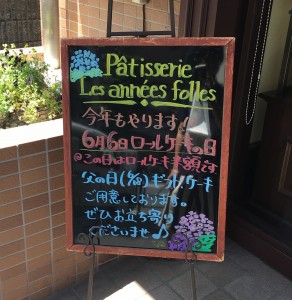 Pâtisserie
Les années folles
今年もやります!
6月6日ロールケーキの日
@この日はロールケーキ半額です
父の日(6/19)ギフトケーキ
ご用意しております。
ぜひお立ち寄り
くださいませ♪